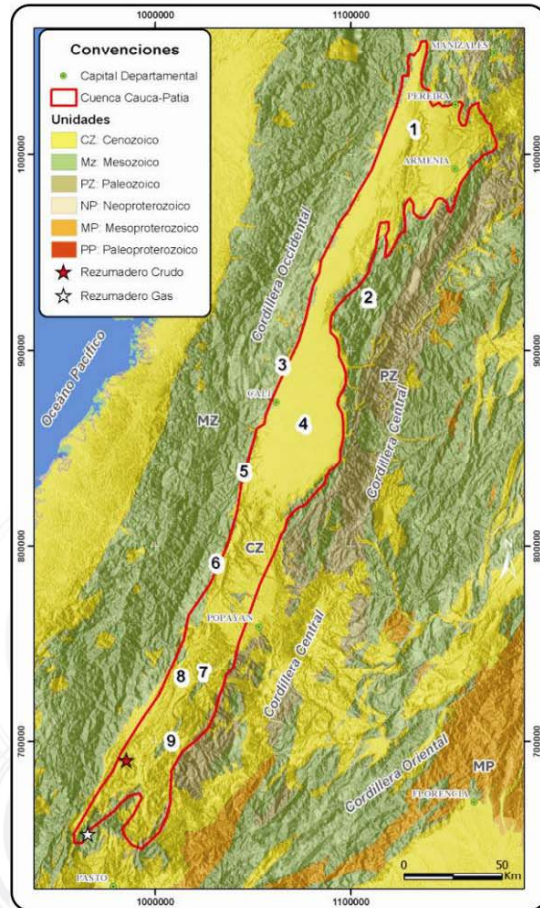 1000000
1100000
Convenciones
Capital Departamental
Cuenca Cauca-Patia
Unidades
CZ: Cenozoico
Mz: Mesozoico
PZ: Paleozoico
NP: Neoproterozoico
MP: Mesoproterozoico
PP: Paleoproterozoico
Rezumadero Crudo
Rezumadero Gas
MANIZALES
PEREIRA
1
ARMENIA
1000000
1000000
Cordillera Occidental
2
Océano Pacífico
900000
900000
3
PZ
CALI
MZ
4
Cordillera Central
5
800000
800000
CZ
6
POPAYAN
Cordillera Central
8
7
9
700000
700000
Cordillera Oriental
MP
FLORENCIA
PASTO
0
50
Km
1000000
1100000